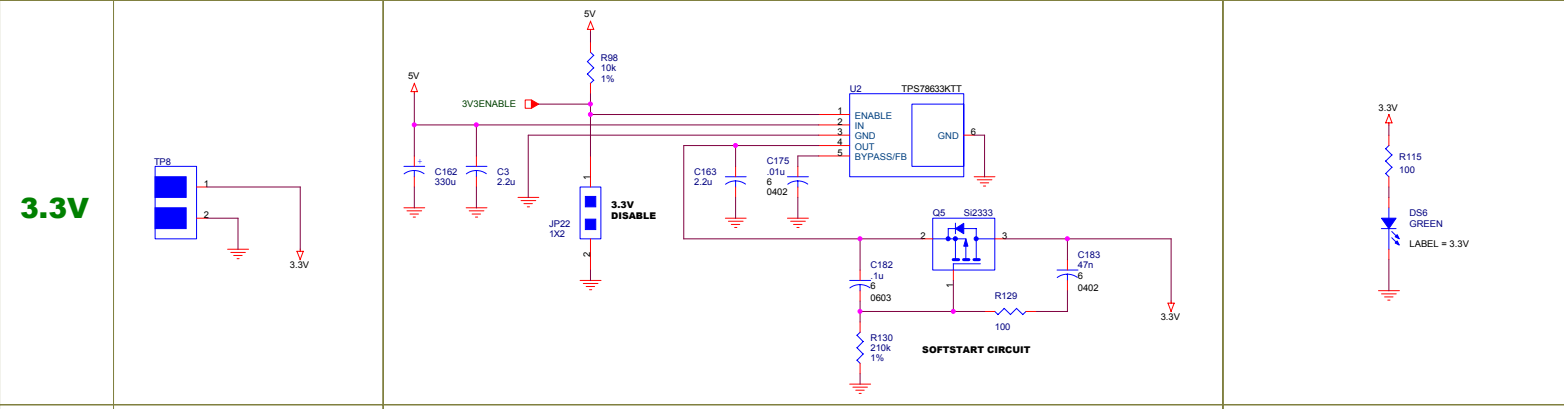 3.3V
TP8
1
2
3.3V
5V
R98
10k
1%
5V
3V3ENABLE
C162
330u
+
C3
2.2u
1
JP22
1X2
2
3.3V
DISABLE
U2
TPS78633KTT
1
ENABLE
2
IN
3
GND
4
OUT
5
BYPASS/FB
GND
6
C163
2.2u
C175
.01u
6
0402
Q5
Si2333
2
3
1
C182
.1u
6
0603
C183
47n
6
0402
R129
100
R130
210k
1%
3.3V
SOFTSTART CIRCUIT
3.3V
R115
100
DS6
GREEN
LABEL = 3.3V